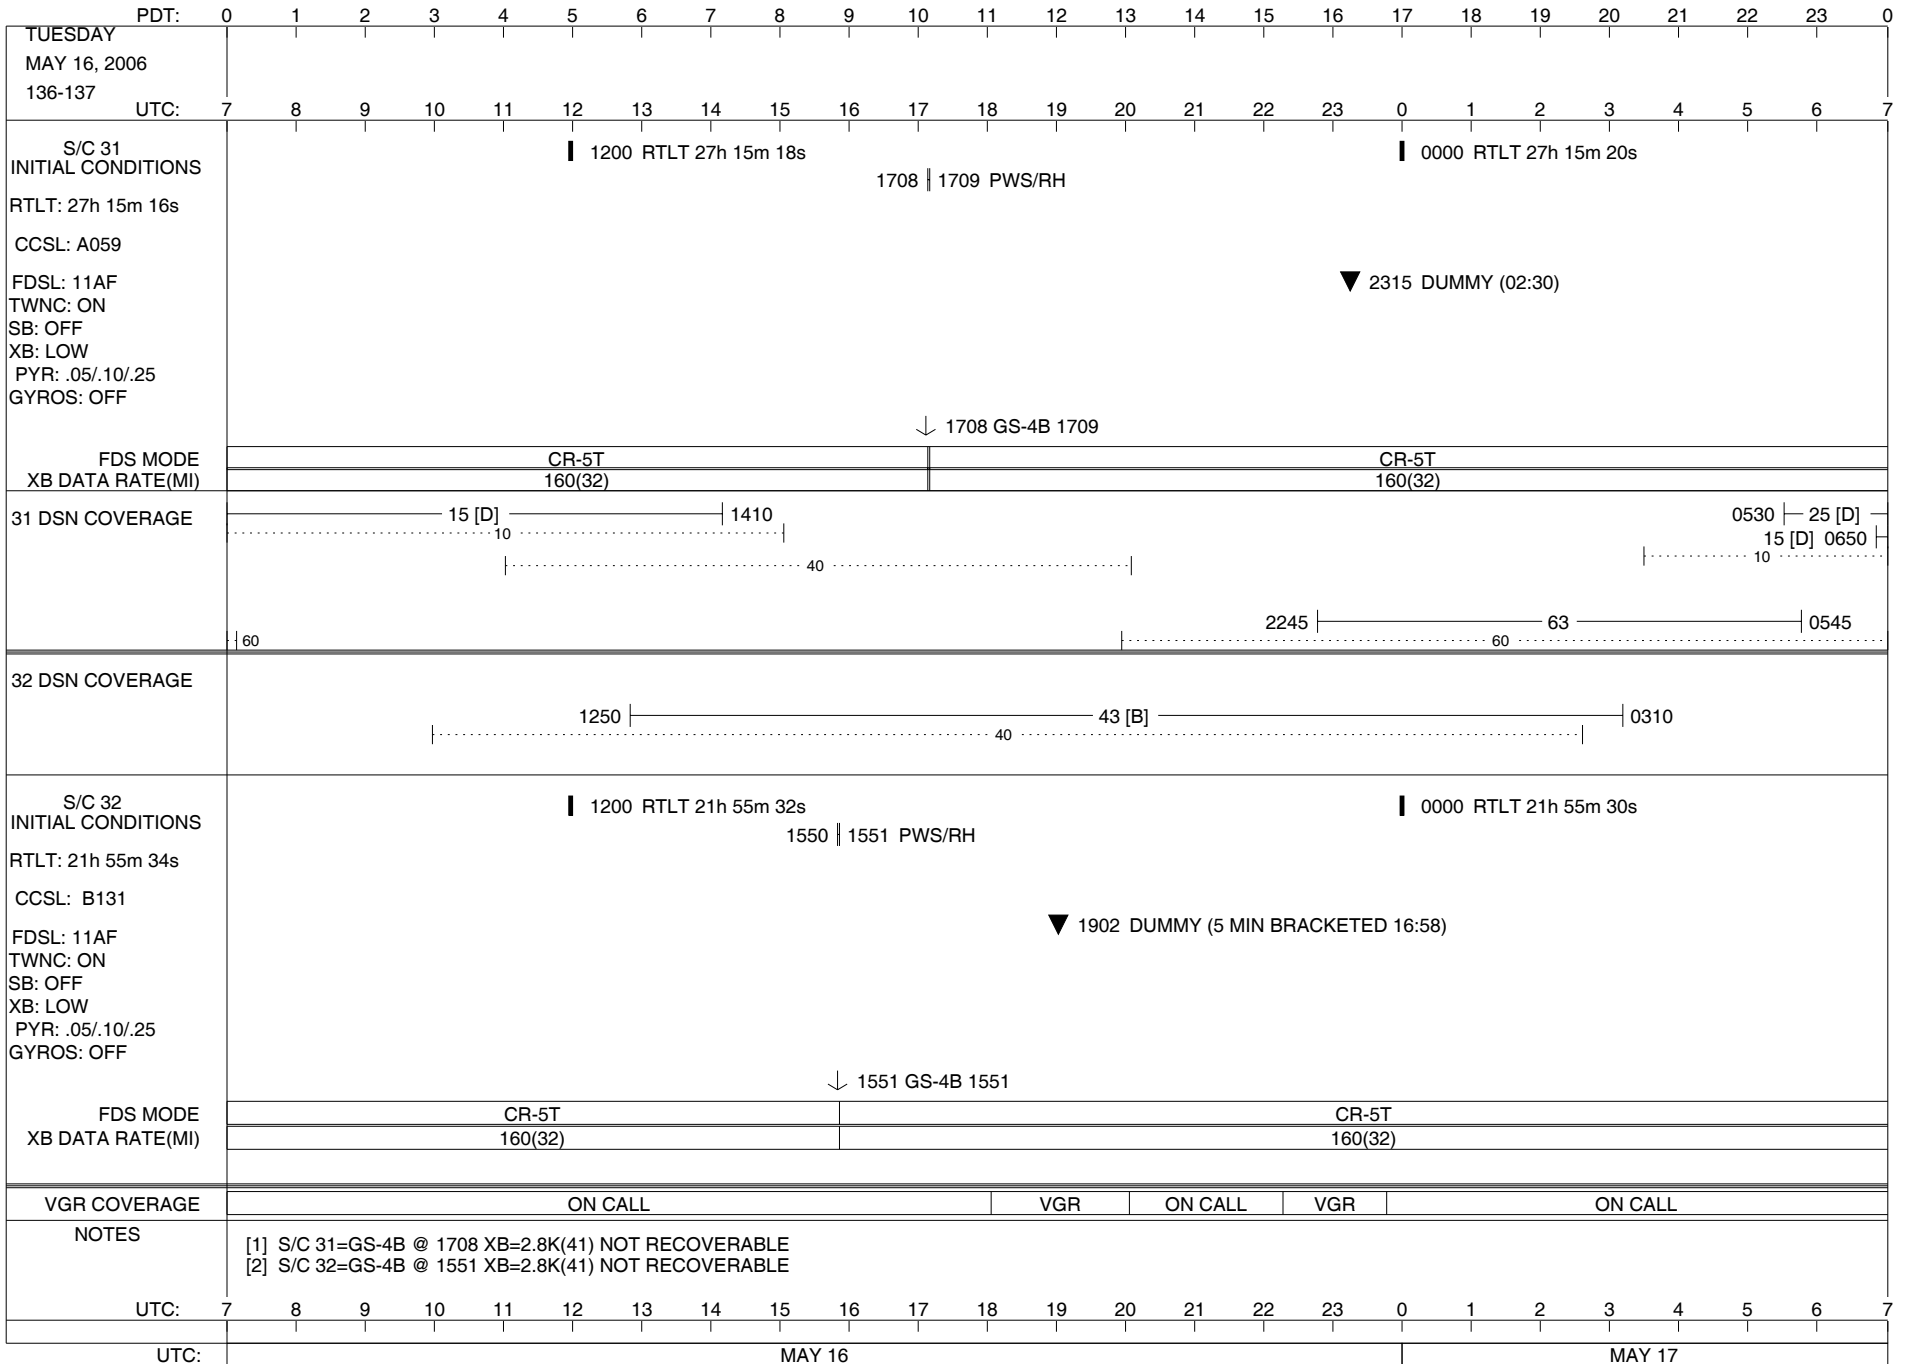 PDT: 0 1 2 3 4 5 6 7 8 9 10 11 12 13 14 15 16 17 18 19 20 21 22 23 0
TUESDAY
MAY 16, 2006
136-137
UTC: 7 8 9 10 11 12 13 14 15 16 17 18 19 20 21 22 23 0 1 2 3 4 5 6 7
S/C 31
INITIAL CONDITIONS
1200 RTLT 27h 15m 18s
0000 RTLT 27h 15m 20s
1708 1709 PWS/RH
RTLT: 27h 15m 16s
CCSL: A059
FDSL: 11AF
2315 DUMMY (02:30)
TWNC: ON
SB: OFF
XB: LOW
PYR: .05/.10/.25
GYROS: OFF
1708 GS-4B 1709
FDS MODE CR-5T CR-5T
XB DATA RATE(MI) 160(32) 160(32)
31 DSN COVERAGE
15 [D] 1410
0530 25 [D]
10
15 [D] 0650
10
40
2245 63 0545
60
60
32 DSN COVERAGE
1250 43 [B] 0310
40
S/C 32
INITIAL CONDITIONS
1200 RTLT 21h 55m 32s
0000 RTLT 21h 55m 30s
1550 1551 PWS/RH
RTLT: 21h 55m 34s
CCSL: B131
1902 DUMMY (5 MIN BRACKETED 16:58)
FDSL: 11AF
TWNC: ON
SB: OFF
XB: LOW
PYR: .05/.10/.25
GYROS: OFF
1551 GS-4B 1551
FDS MODE CR-5T CR-5T
XB DATA RATE(MI) 160(32) 160(32)
VGR COVERAGE ON CALL VGR ON CALL VGR ON CALL
NOTES
[1] S/C 31=GS-4B @ 1708 XB=2.8K(41) NOT RECOVERABLE
[2] S/C 32=GS-4B @ 1551 XB=2.8K(41) NOT RECOVERABLE
UTC: 7 8 9 10 11 12 13 14 15 16 17 18 19 20 21 22 23 0 1 2 3 4 5 6 7
UTC: MAY 16 MAY 17